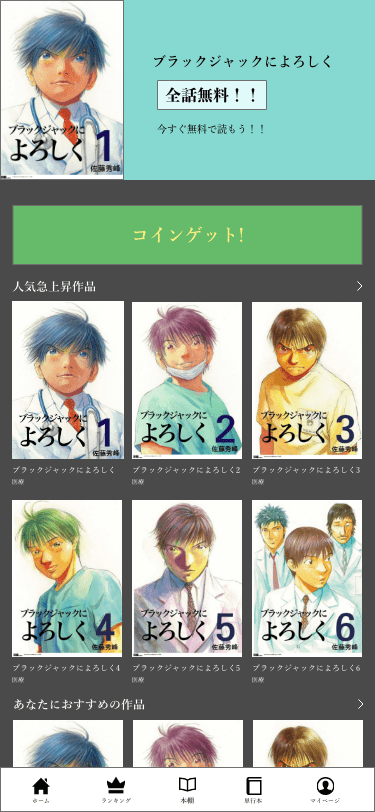 ブラックジャックに
よろしく 1
佐藤秀峰
ブラックジャックによろしく
全話無料！！
今すぐ無料で読もう！！
コインゲット!
人気急上昇作品
ブラックジャックに
よろしく 1
佐藤秀峰
ブラックジャックに
よろしく 2
佐藤秀峰
ブラックジャックに
よろしく 3
佐藤秀峰
ブラックジャックによろしく
医療
ブラックジャックによろしく2
医療
ブラックジャックによろしく3
医療
ブラックジャックに
よろしく 4
佐藤秀峰
ブラックジャックに
よろしく 5
佐藤秀峰
ブラックジャックに
よろしく 6
佐藤秀峰
ブラックジャックによろしく4
医療
ブラックジャックによろしく5
医療
ブラックジャックによろしく6
医療
あなたにおすすめの作品
ホーム
ランキング
本棚
単行本
マイページ